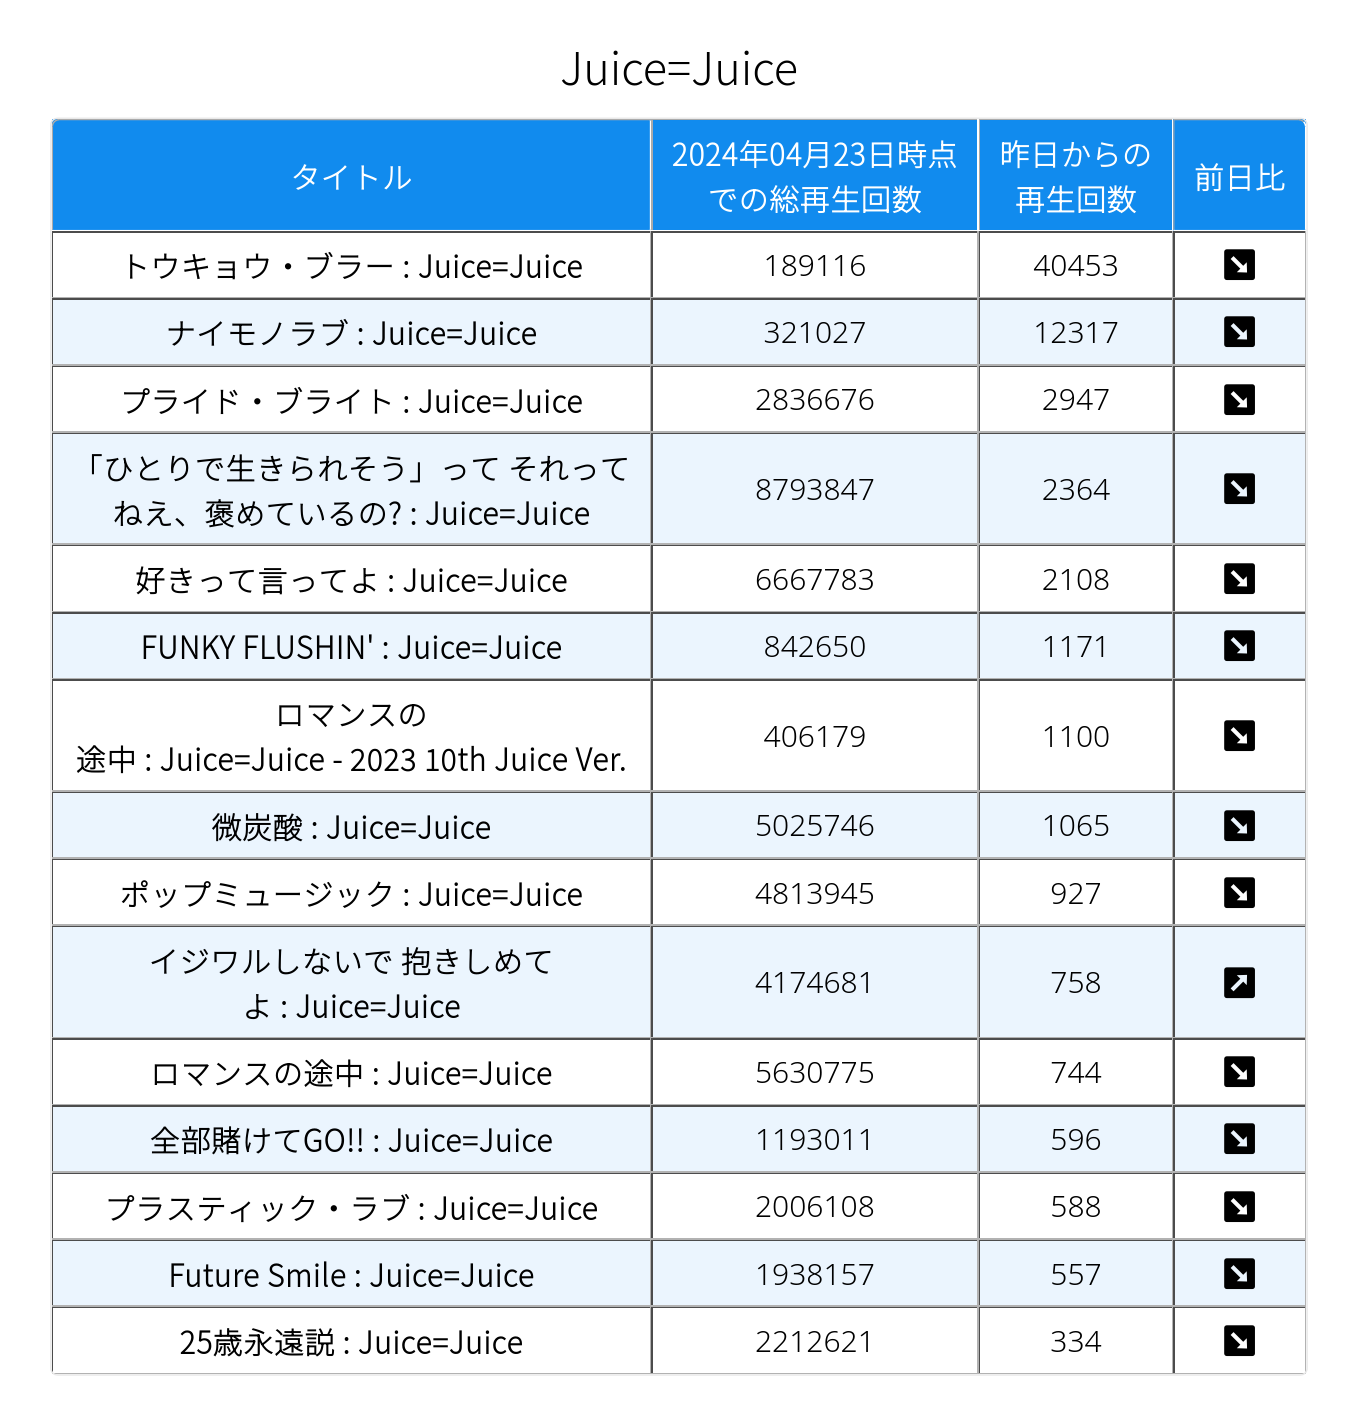 Juice=Juice
タイトル
2024年04月23日時点
での総再生回数
昨日からの
再生回数
前日比
トウキョウ・ブラー : Juice=Juice
189116
40453
ナイモノラブ : Juice=Juice
321027
12317
プライド・ブライト : Juice=Juice
2836676
2947
「ひとりで生きられそう」って それって
ねえ、褒めているの? : Juice=Juice
8793847
2364
好きって言ってよ : Juice=Juice
6667783
2108
FUNKY FLUSHIN' : Juice=Juice
842650
1171
ロマンスの
途中 : Juice=Juice - 2023 10th Juice Ver.
406179
1100
微炭酸 : Juice=Juice
5025746
1065
ポップミュージック : Juice=Juice
4813945
927
イジワルしないで 抱きしめて
よ : Juice=Juice
4174681
758
ロマンスの途中 : Juice=Juice
5630775
744
全部賭けてGO!! : Juice=Juice
1193011
596
プラスティック・ラブ : Juice=Juice
2006108
588
Future Smile : Juice=Juice
1938157
557
25歳永遠説 : Juice=Juice
2212621
334